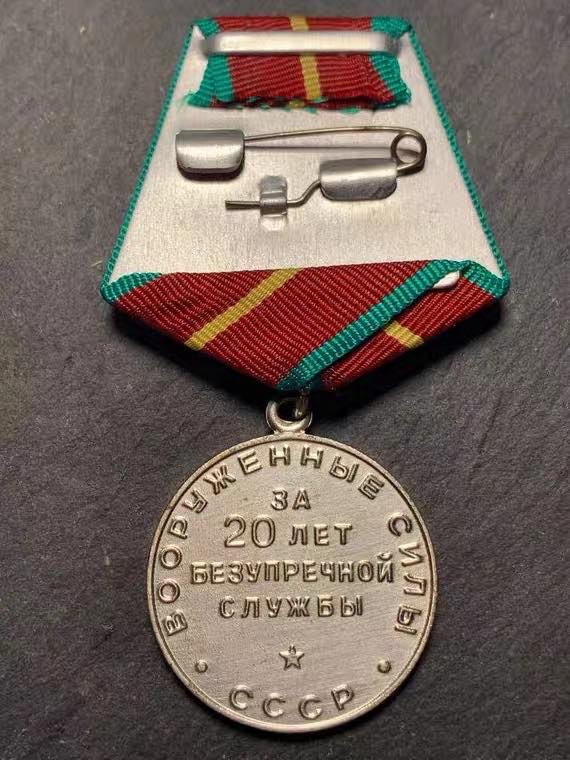 ВООРУЖЕННЫЕ СИЛЫ
ЗА
20 ЛЕТ
БЕЗУПРЕЧНОЙ
СЛУЖБЫ
СССР